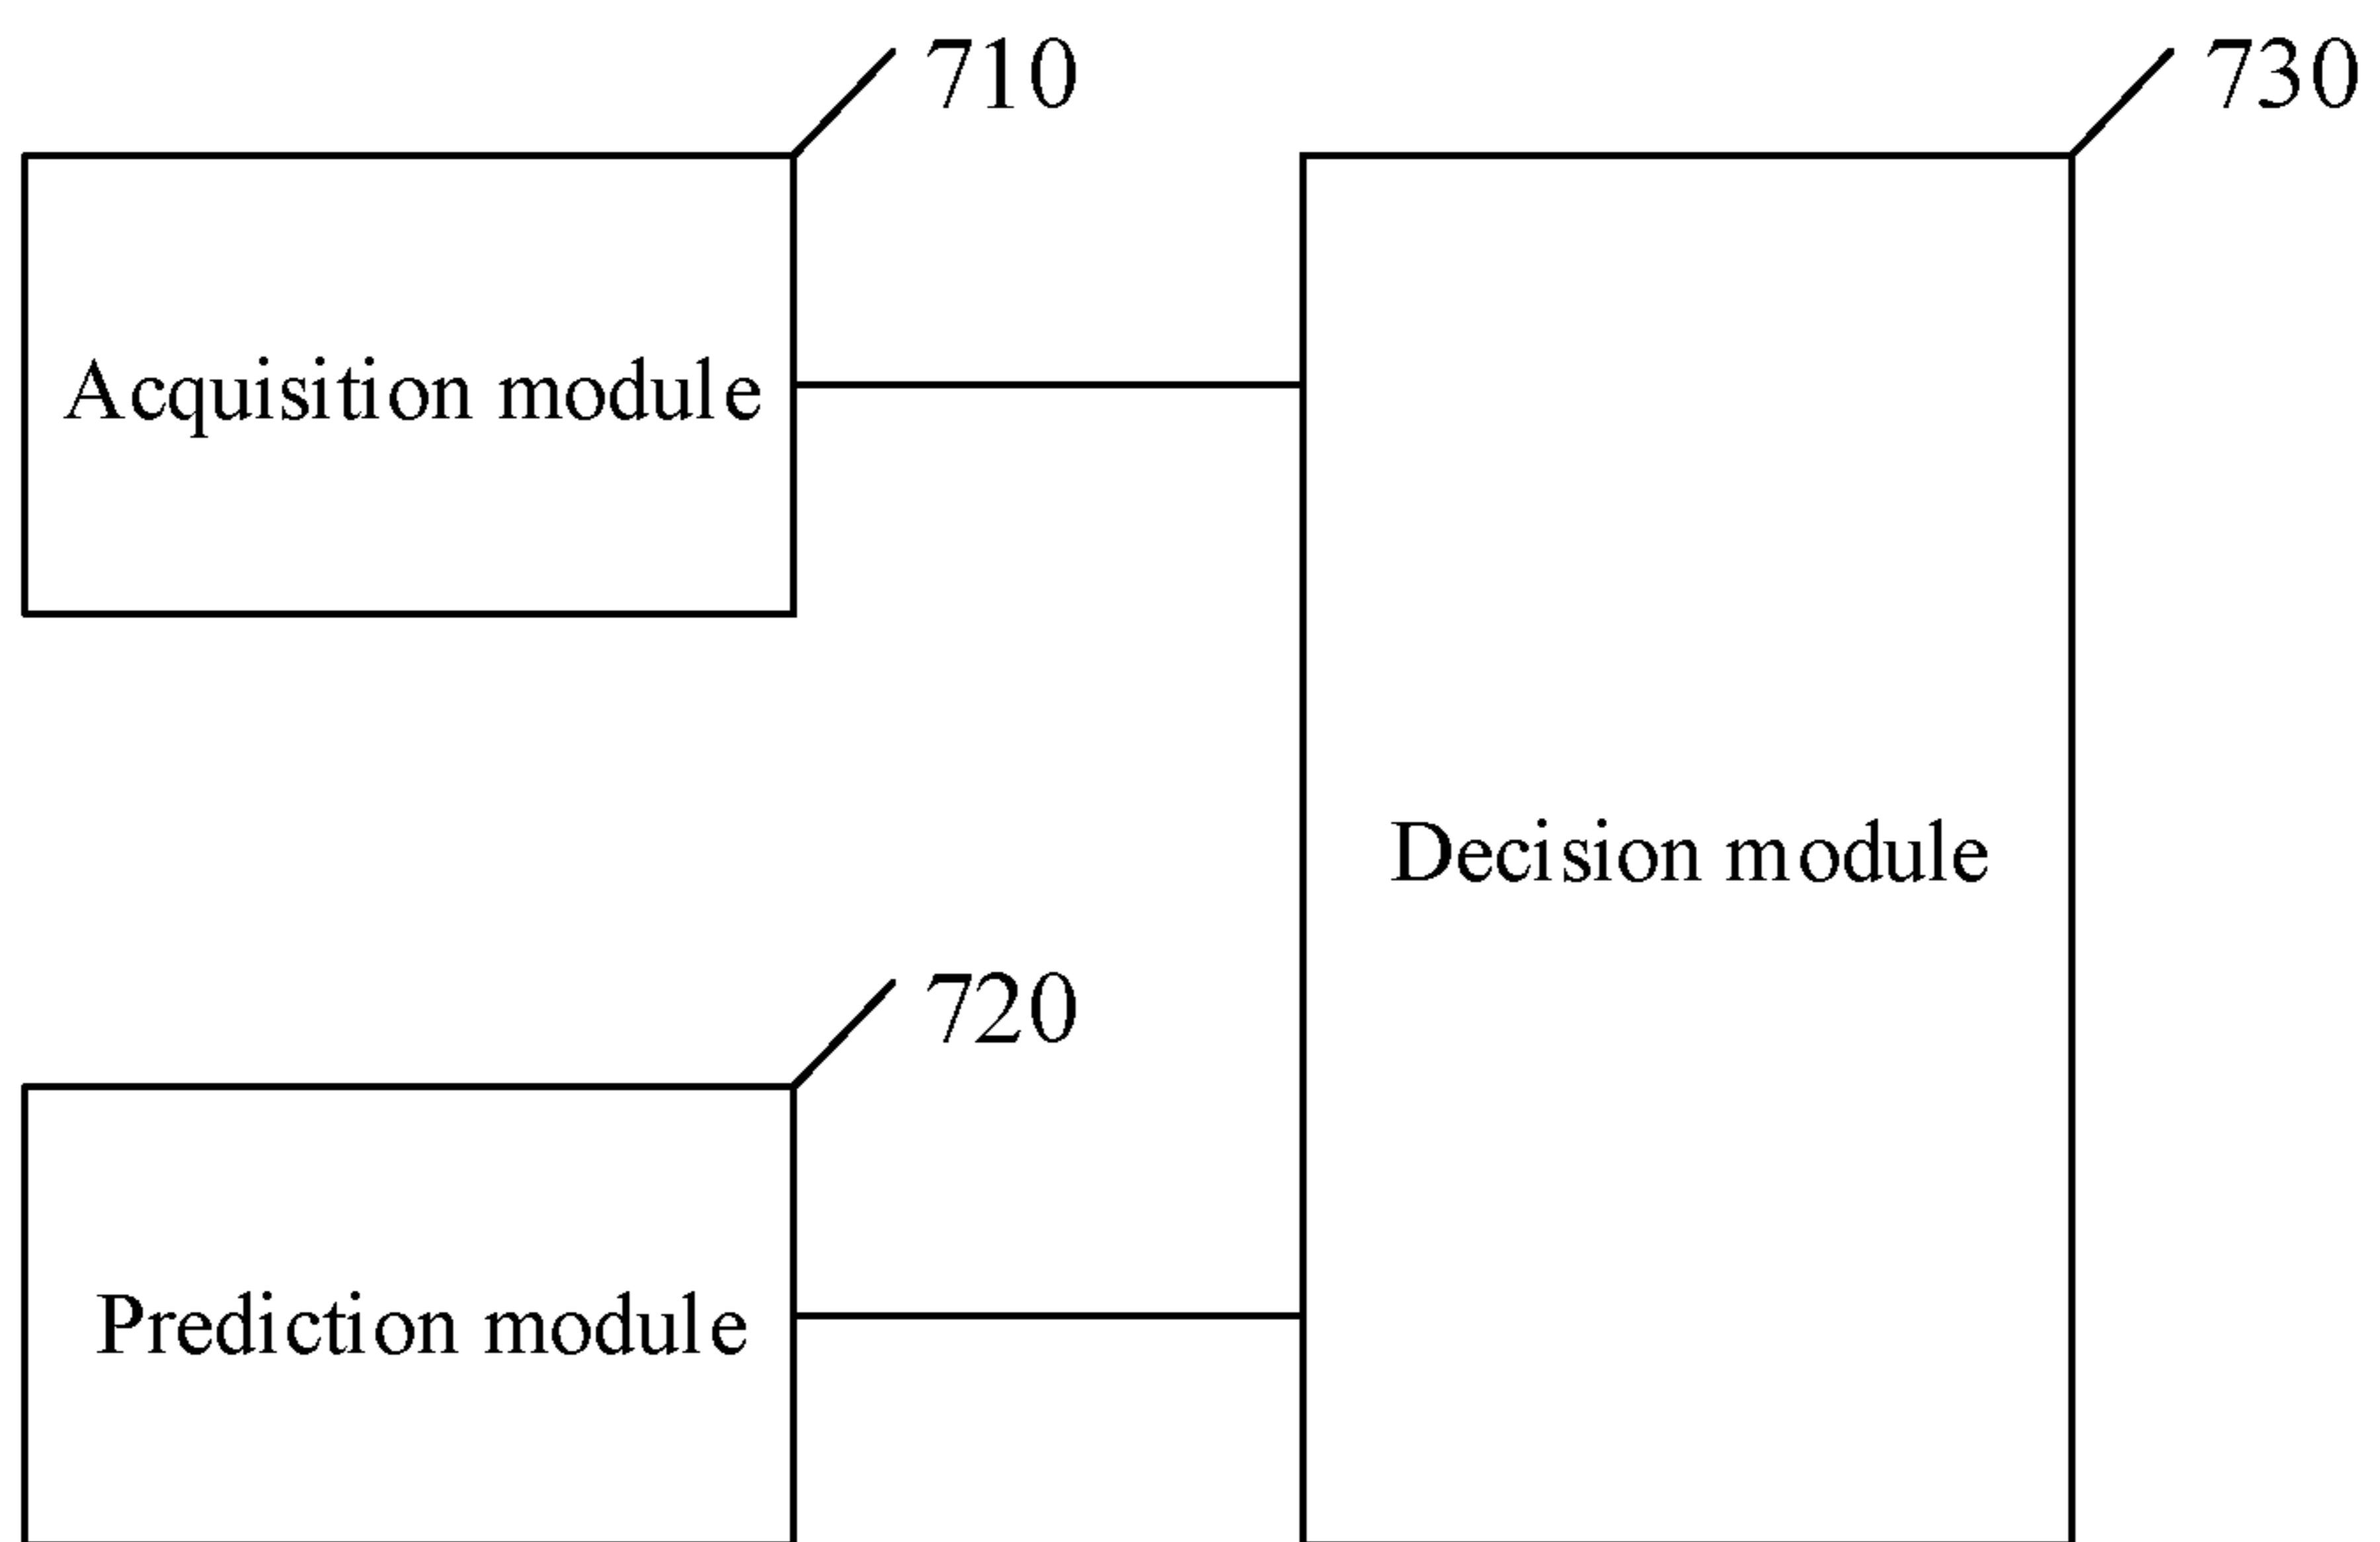 710
730
Acquisition module
Decision module
720
Prediction module